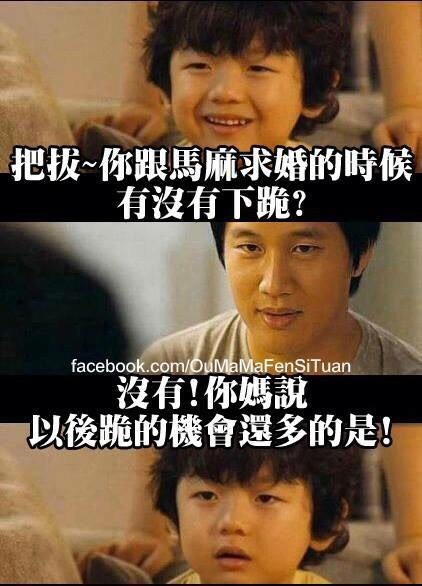 把拔~你跟馬麻求婚的時候
有沒有下跪?
facebook.com/OuMaMaFenSiTuan
沒有!你媽說
以後跪的機會還多的是!